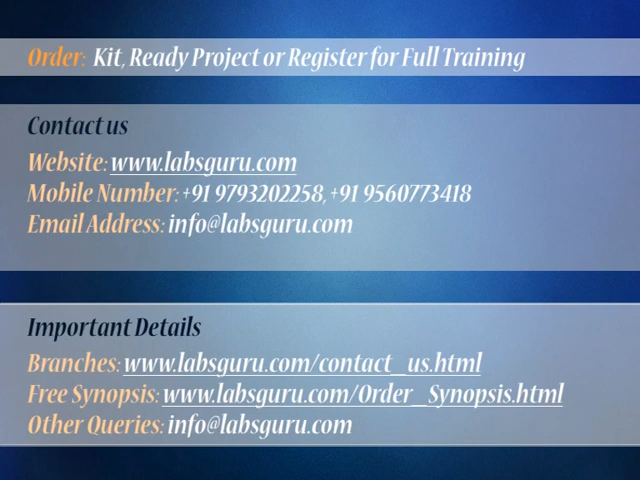 Order: Kit, Ready Project or Register for Full Training
Contact us
Website: www.labsguru.com
Mobile Number: +91 9793202258, +91 9560773418
Email Address: info@labsguru.com
Important Details
Branches: www.labsguru.com/contact_us.html
Free Synopsis: www.labsguru.com/Order_Synopsis.html
Other Queries: info@labsguru.com